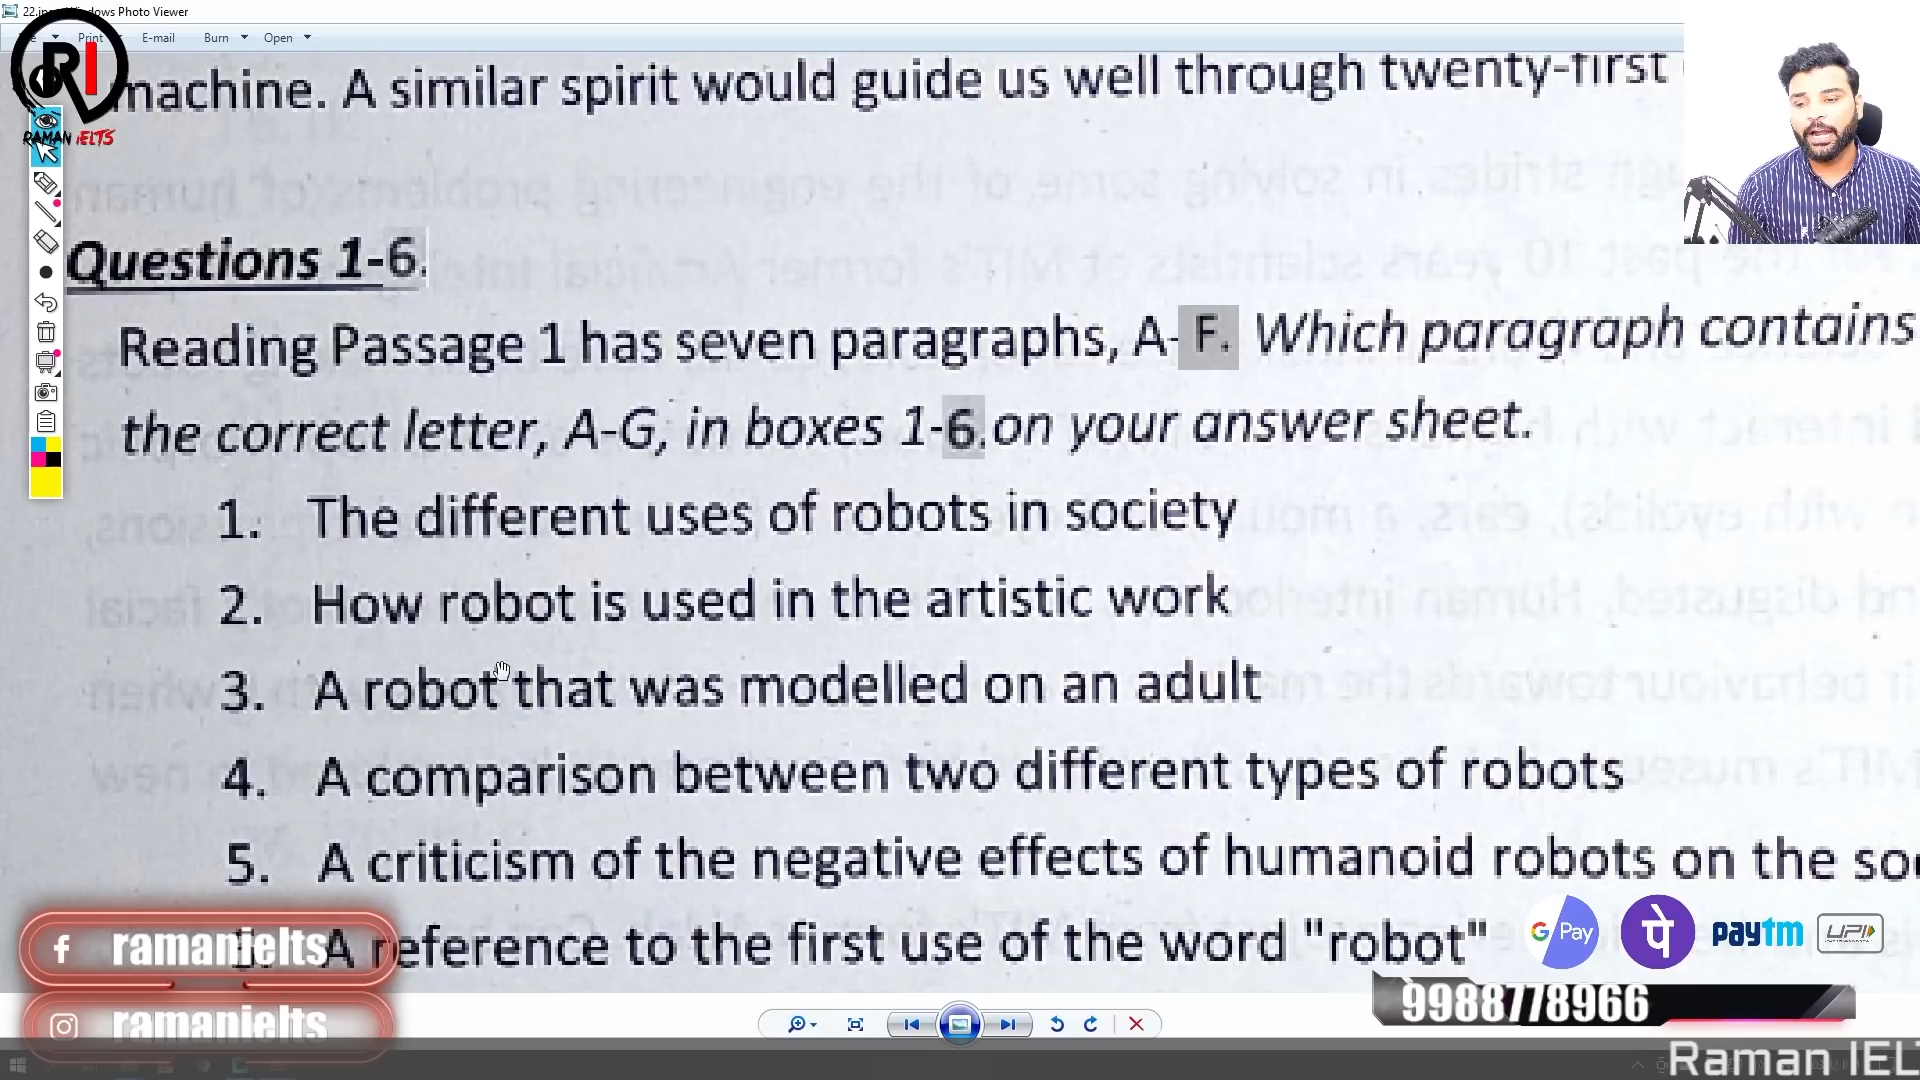 22.jp
dows Photo Viewer
Print
E-mail
Burn
Open
RI
RAMAN IELTS
machine. A similar spirit would guide us well through twenty-first
Questions 1-6.
Reading Passage 1 has seven paragraphs, A- F. Which paragraph contains
the correct letter, A-G, in boxes 1-6.on your answer sheet.
1. The different uses of robots in society
2. How robot is used in the artistic work
3. A robot that was modelled on an adult
4. A comparison between two different types of robots
5. A criticism of the negative effects of humanoid robots on the so
A reference to the first use of the word "robot"
ramanielts
ramanielts
G Pay
पे
paytm
UPI
9988778966
Raman IEL